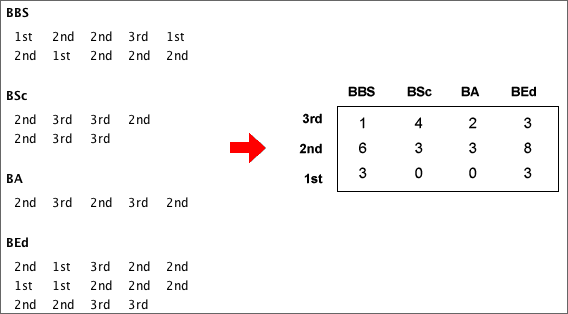 BBS
1st 2nd 2nd 3rd 1st
2nd 1st 2nd 2nd 2nd
BSc
2nd 3rd 3rd 2nd
2nd 3rd 3rd
BA
2nd 3rd 2nd 3rd 2nd
BEd
2nd 1st 3rd 2nd 2nd
1st 1st 2nd 2nd 2nd
2nd 2nd 3rd 3rd
BBS BSc BA BEd
3rd 1 4 2 3
2nd 6 3 3 8
1st 3 0 0 3